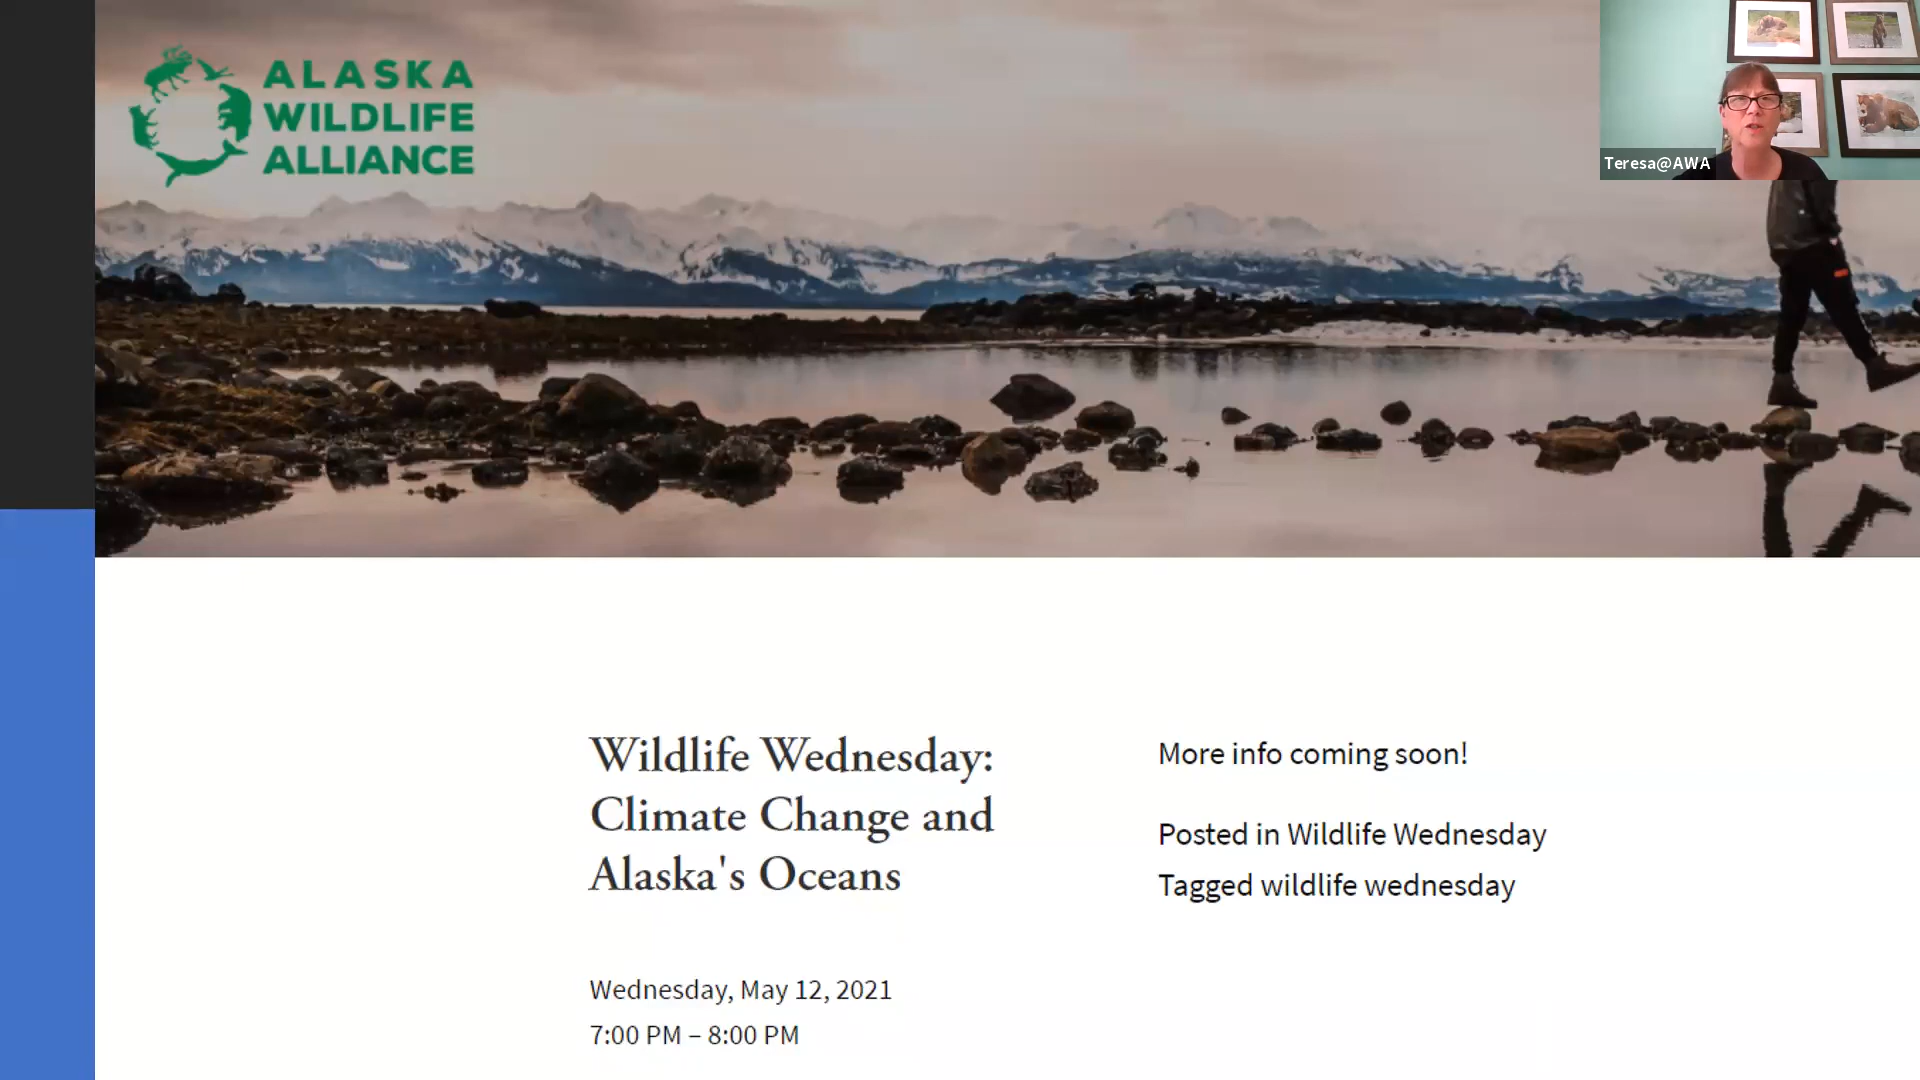 ALASKA
WILDLIFE
ALLIANCE
Teresa@AWA
Wildlife Wednesday:
Climate Change and
Alaska's Oceans
Wednesday, May 12, 2021
7:00 PM – 8:00 PM
More info coming soon!
Posted in Wildlife Wednesday
Tagged wildlife wednesday